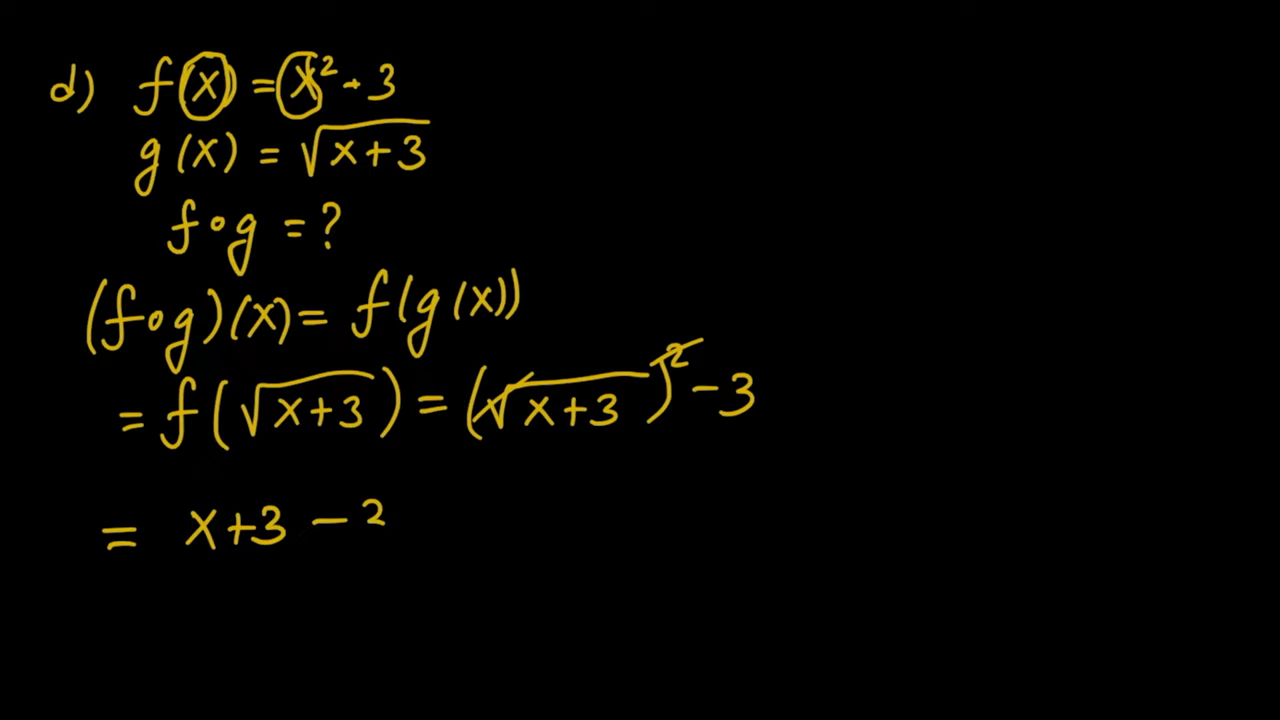 d) f(x) = x² - 3
g(x) = √x+3
f∘g = ?
(f∘g)(x) = f(g(x))
= f(√x+3) = (√x+3)² - 3
= x+3 - 2